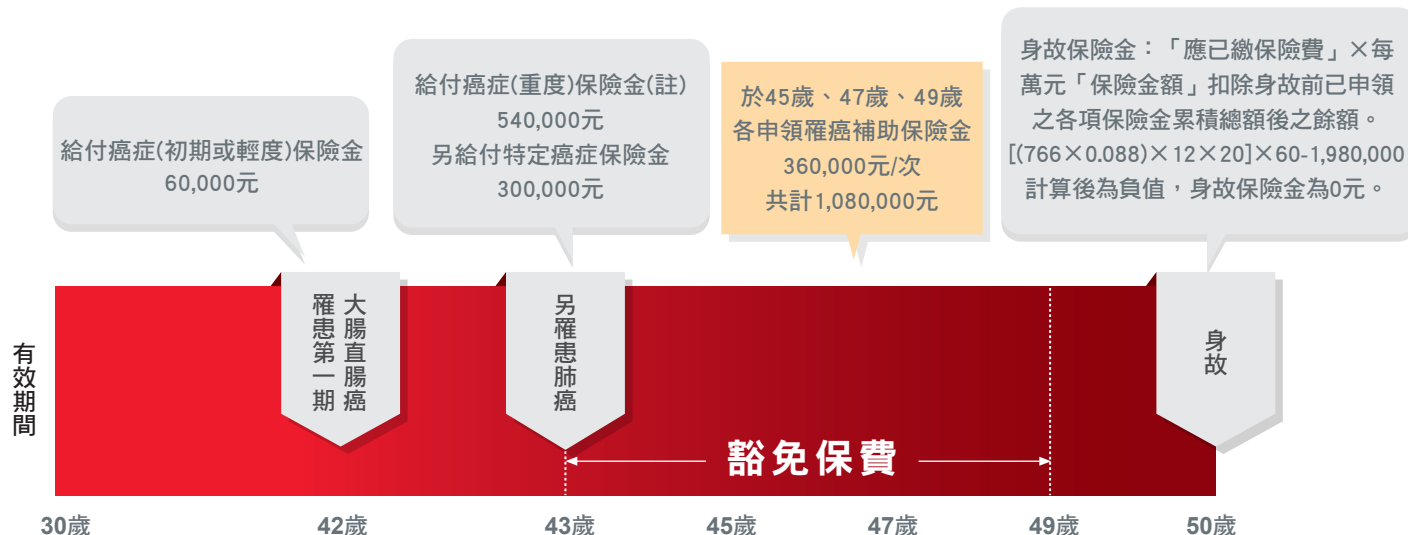 給付癌症(初期或輕度)保險金
60,000元
給付癌症(重度)保險金(註)
540,000元
另給付特定癌症保險金
300,000元
於45歲、47歲、49歲
各申領罹癌補助保險金
360,000元/次
共計1,080,000元
身故保險金：「應已繳保險費」×每
萬元「保險金額」扣除身故前已申領
之各項保險金累積總額後之餘額。
[(766×0.088)×12×20]×60-1,980,000
計算後為負值，身故保險金為0元。
有效期間
罹患第一期
大腸直腸癌
另罹患肺癌
身故
豁免保費
30歲
42歲
43歲
45歲
47歲
49歲
50歲